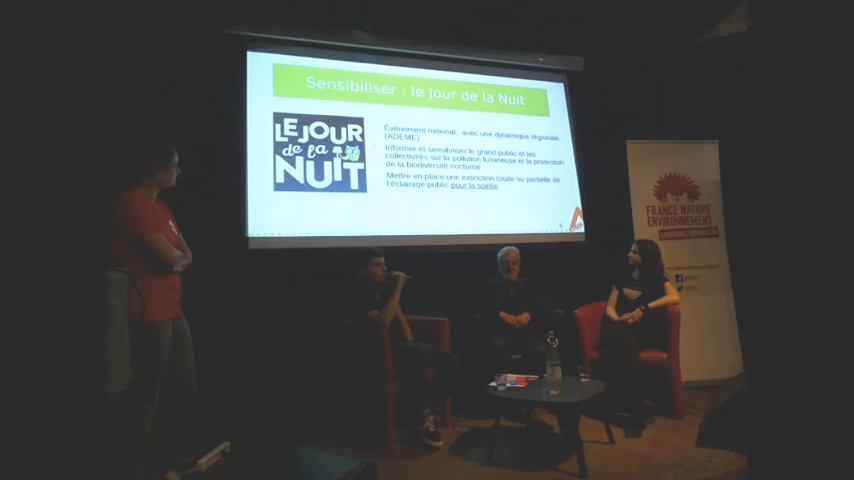 Sensibiliser : le Jour de la Nuit
LE JOUR
de la
NUIT
Évènement national, avec une dynamique régionale
(ADEME)
Informer et sensibiliser le grand public et les
collectivités sur la pollution lumineuse et la protection
de la biodiversité nocturne
Mettre en place une extinction totale ou partielle de
l'éclairage public pour la soirée
FRANCE NATURE
ENVIRONNEMENT